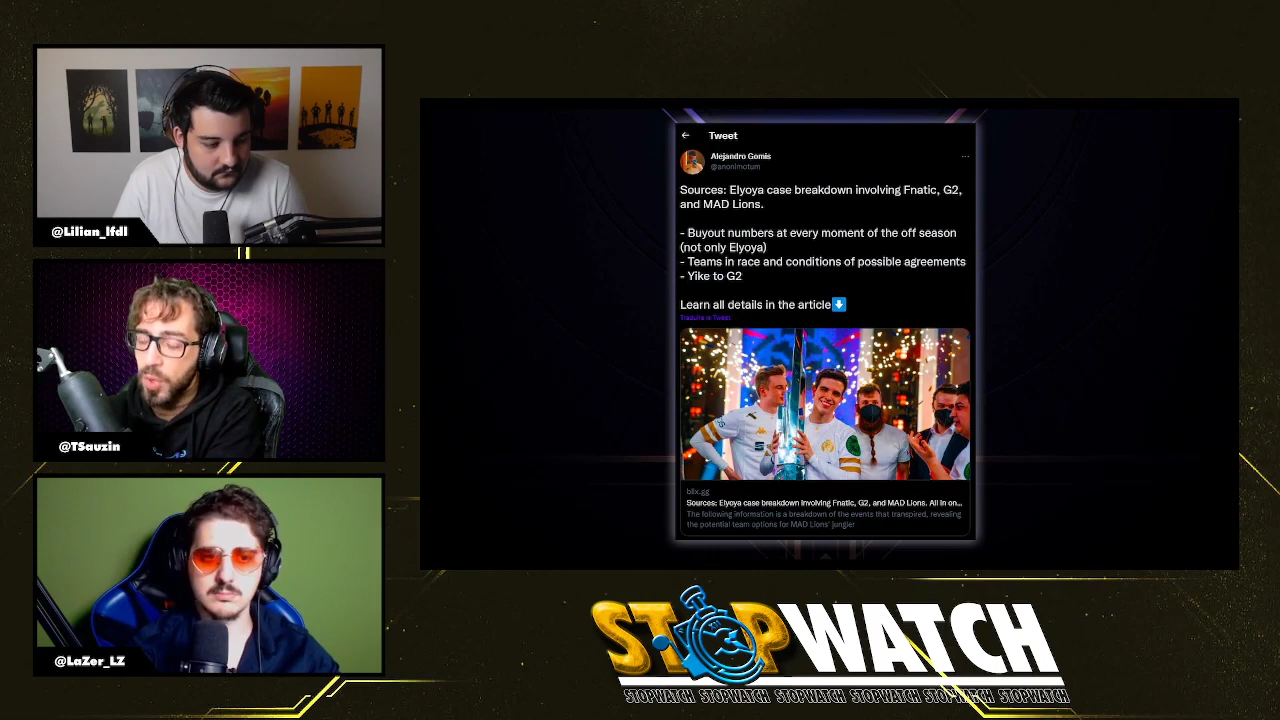 @Lilian_lfdl
@TSauzin
@LaZer_LZ
Tweet
Alejandro Gomis
@anonimotum
Sources: Elyoya case breakdown involving Fnatic, G2,
and MAD Lions.
- Buyout numbers at every moment of the off season
(not only Elyoya)
- Teams in race and conditions of possible agreements
- Yike to G2
Learn all details in the article
Traduire le Tweet
blix.gg
Sources: Elyoya case breakdown involving Fnatic, G2, and MAD Lions. All in on...
The following information is a breakdown of the events that transpired, revealing
the potential team options for MAD Lions' jungler
STOPWATCH
STOPWATCH STOPWATCH STOPWATCH STOPWATCH STOPWATCH STOPWATCH